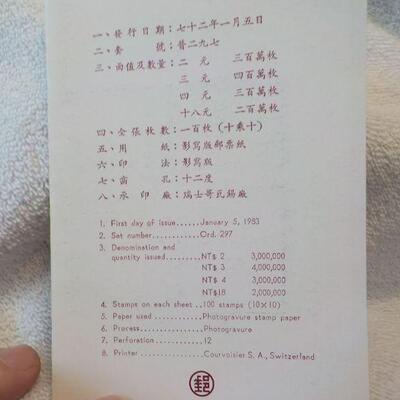 一、發行日期：七十二年一月五日
二、套　　號：普二九七
三、面值及數量：二　元　三百萬枚
三　元　四百萬枚
四　元　三百萬枚
十八元　二百萬枚
四、全張枚數：一百枚（十乘十）
五、用　　紙：影寫版郵票紙
六、印　　法：影寫版
七、齒　　孔：十二度
八、承 印 廠：瑞士哥瓦錫廠
1. First day of issue......January 5, 1983
2. Set number..............Ord. 297
3. Denomination and
quantity issued.........NT$ 2 3,000,000
NT$ 3 4,000,000
NT$ 4 3,000,000
NT$18 2,000,000
4. Stamps on each sheet..100 stamps (10×10)
5. Paper used..............Photogravure stamp paper
6. Process..................Photogravure
7. Perforation..............12
8. Printer..................Courvoisier S. A., Switzerland
郵